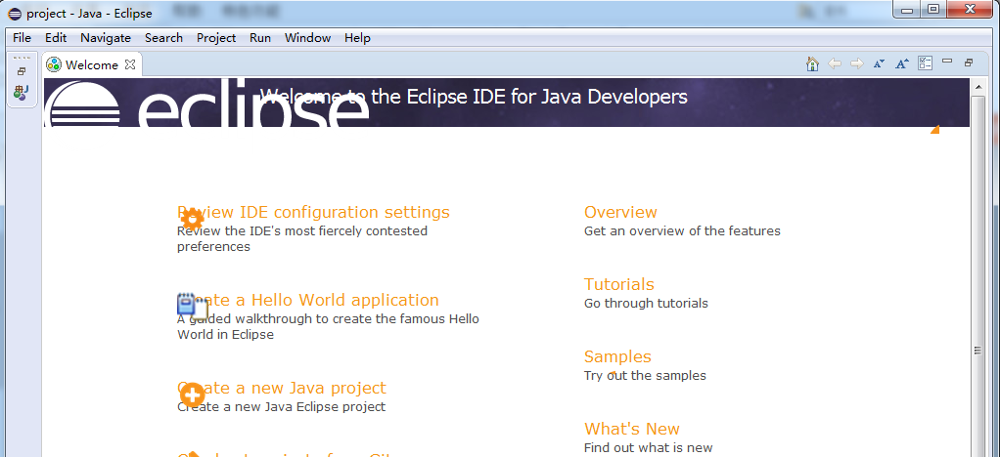 project - Java - Eclipse
File Edit Navigate Search Project Run Window Help
Welcome
eclipse
Welcome to the Eclipse IDE for Java Developers
Review IDE configuration settings
Review the IDE's most fiercely contested
preferences
Create a Hello World application
A guided walkthrough to create the famous Hello
World in Eclipse
Create a new Java project
Create a new Java Eclipse project
Overview
Get an overview of the features
Tutorials
Go through tutorials
Samples
Try out the samples
What's New
Find out what is new